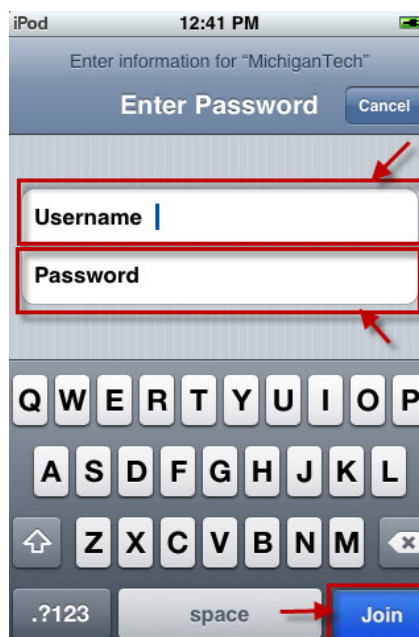 iPod 12:41 PM
Enter information for “MichiganTech”
Enter Password Cancel
Username
Password
Q W E R T Y U I O P
A S D F G H J K L
Z X C V B N M
.?123 space Join